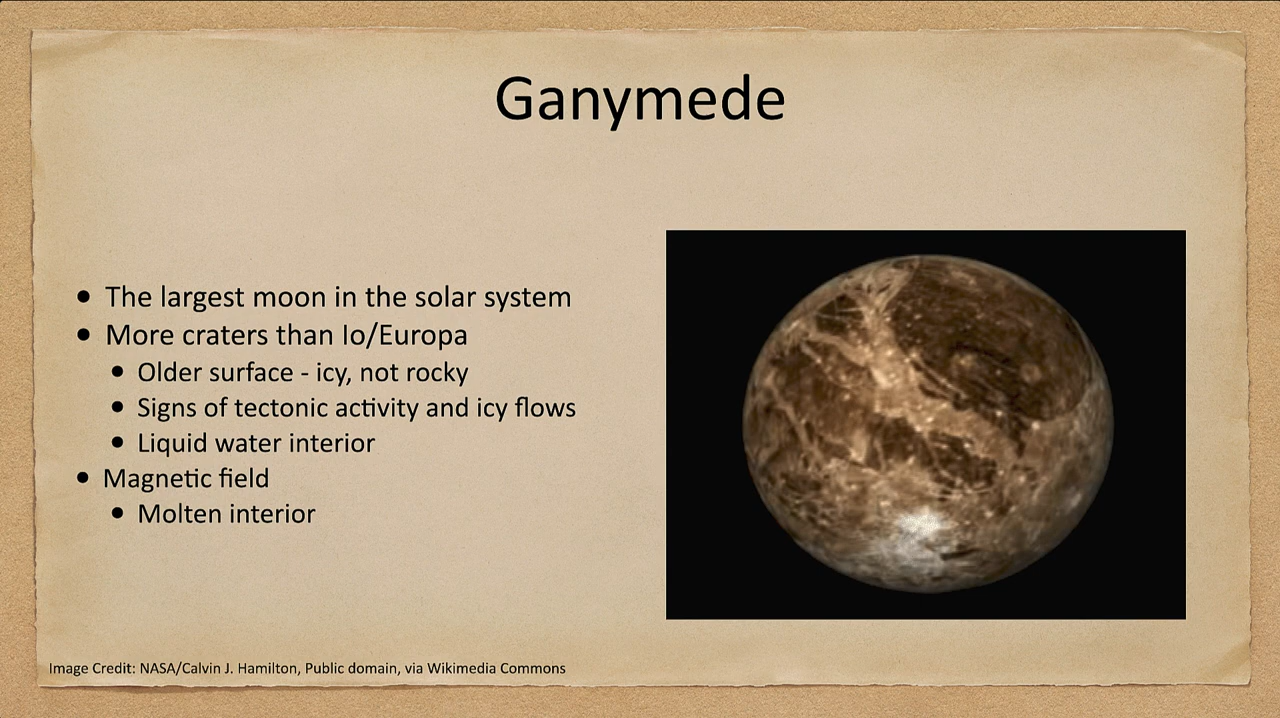 Ganymede
• The largest moon in the solar system
• More craters than Io/Europa
• Older surface - icy, not rocky
• Signs of tectonic activity and icy flows
• Liquid water interior
• Magnetic field
• Molten interior
Image Credit: NASA/Calvin J. Hamilton, Public domain, via Wikimedia Commons